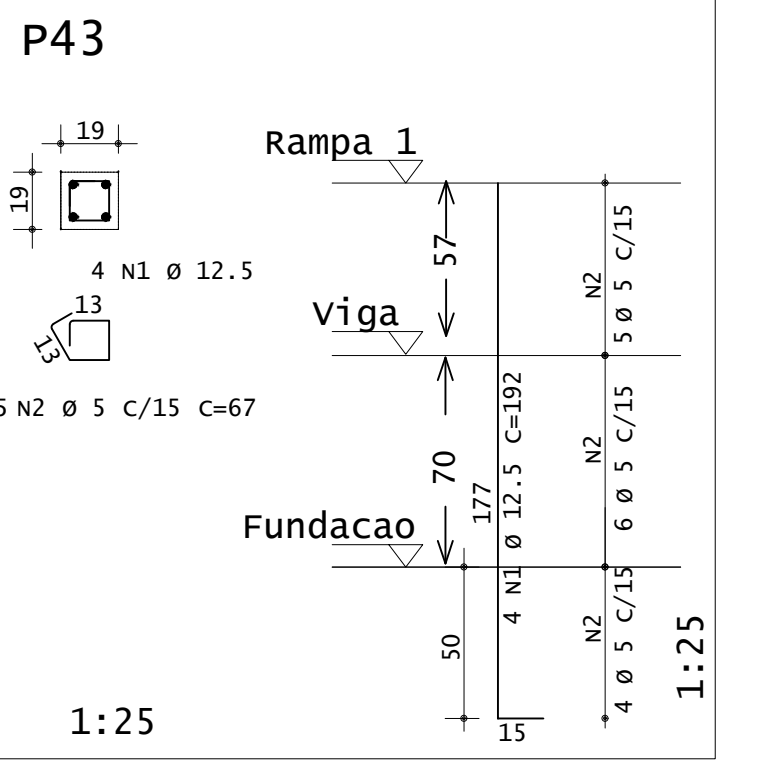 P43
19
19
4 N1 Ø 12.5
13
13
5 N2 Ø 5 C/15 C=67
1:25
Rampa 1
57
Viga
70
Fundacao
50
177
4 N1 Ø 12.5 C=192
15
N2
5 Ø 5 C/15
N2
6 Ø 5 C/15
N2
4 Ø 5 C/15
1:25